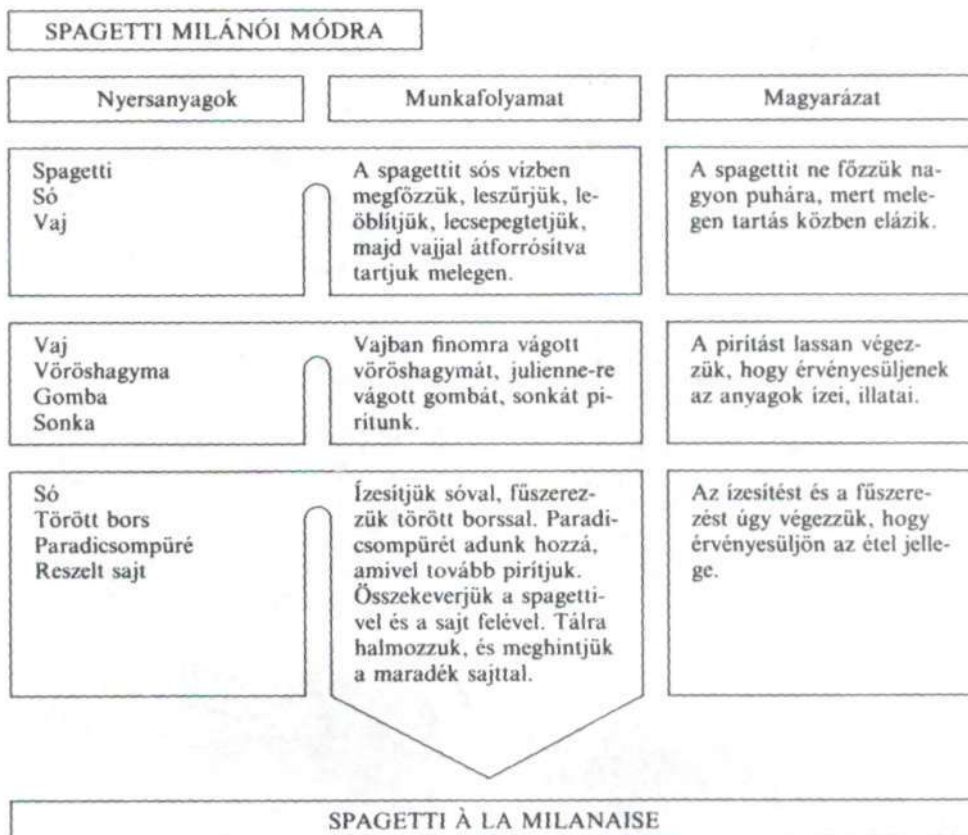 SPAGETTI MILÁNÓI MÓDRA
Nyersanyagok
Munkafolyamat
Magyarázat
Spagetti
Só
Vaj
A spagettit sós vízben
megfőzzük, leszűrjük, le-
öblítjük, lecsepegtetjük,
majd vajjal átforrósítva
tartjuk melegen.
A spagettit ne főzzük na-
gyon puhára, mert mele-
gen tartás közben elázik.
Vaj
Vöröshagyma
Gomba
Sonka
Vajban finomra vágott
vöröshagymát, julienne-re
vágott gombát, sonkát pi-
rítunk.
A pirítást lassan végez-
zük, hogy érvényesüljenek
az anyagok ízei, illatai.
Só
Törött bors
Paradicsompüré
Reszelt sajt
Ízesítjük sóval, fűszerez-
zük törött borssal. Paradi-
csompürét adunk hozzá,
amivel tovább pirítjuk.
Összekeverjük a spagetti-
vel és a sajt felével. Tálra
halmozzuk, és meghintjük
a maradék sajttal.
Az ízesítést és a fűszere-
zést úgy végezzük, hogy
érvényesüljön az étel jelle-
ge.
SPAGETTI À LA MILANAISE